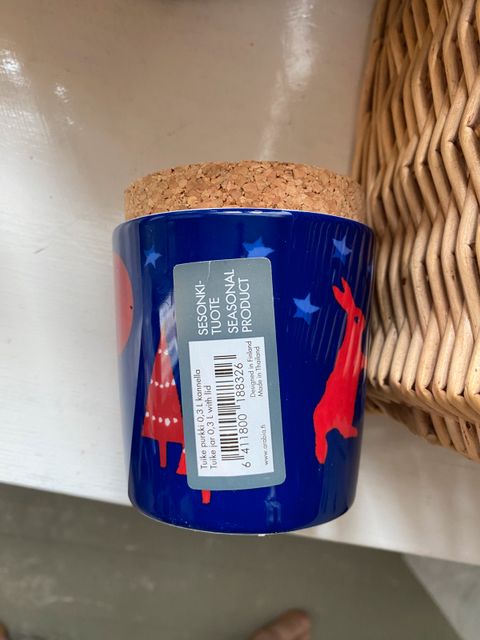 SESONKI-
TUOTE
SEASONAL
PRODUCT
Tuike purkki 0,3 L kannella
Tuike jar 0,3 L with lid
6 411800 188326
Designed in Finland
Made in Thailand
www.arabia.fi